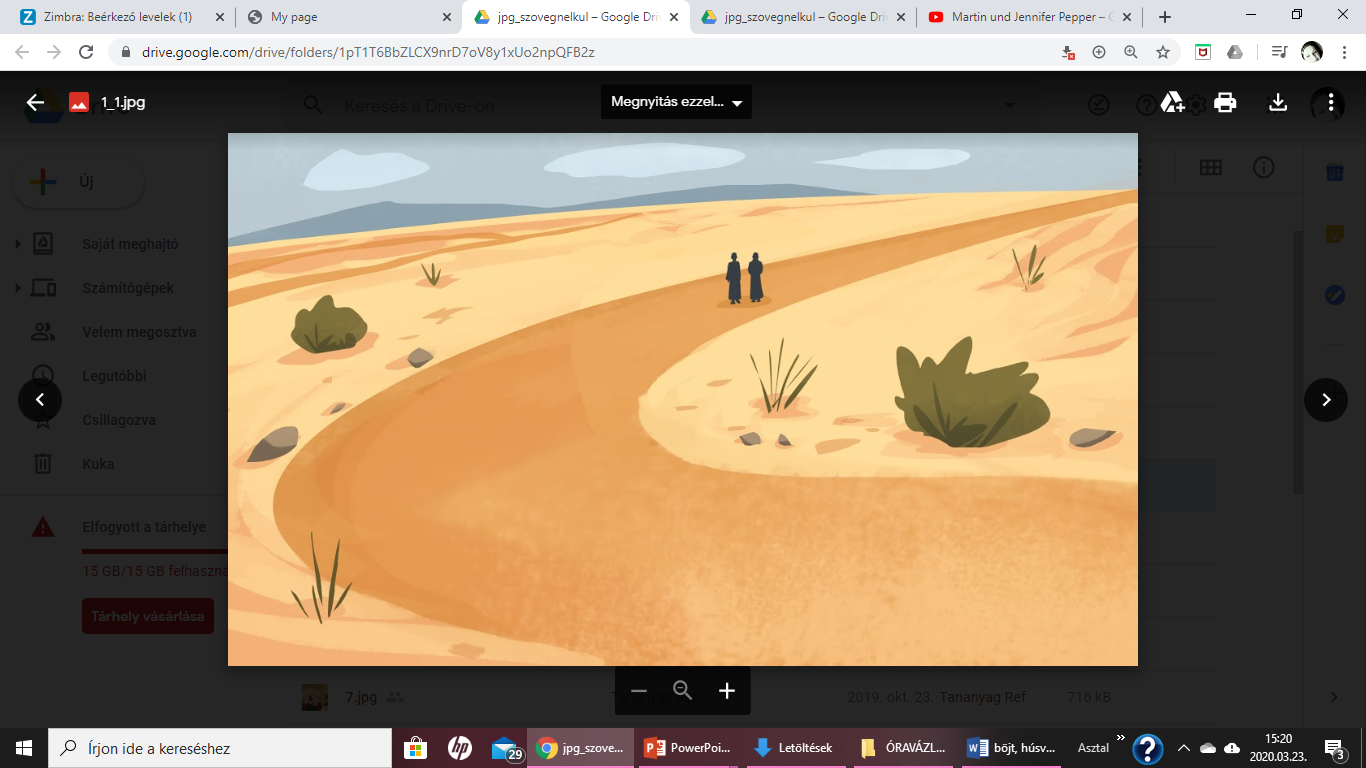 Zimbra: Beérkező levelek (1)
My page
jpg_szovegnelkul – Google Dri
jpg_szovegnelkul – Google Driv
Martin und Jennifer Pepper –
drive.google.com/drive/folders/1pT1T6BbZLCX9nrD7oV8y1xUo2npQFB2z
1_1.jpg
Keresés a Drive-on
Megnyitás ezzel...
Új
Saját meghajtó
Számítógépek
Velem megosztva
Legutóbbi
Csillagozva
Kuka
Elfogyott a tárhelye
15 GB/15 GB felhaszná
Tárhely vásárlása
7.jpg
2019. okt. 23. Tananyag Ref
716 kB
Írjon ide a kereséshez
29
jpg_szove...
PowerPoi...
Letöltések
ÓRAVÁZL...
böjt, húsv...
Asztal
15:20
2020.03.23.
3